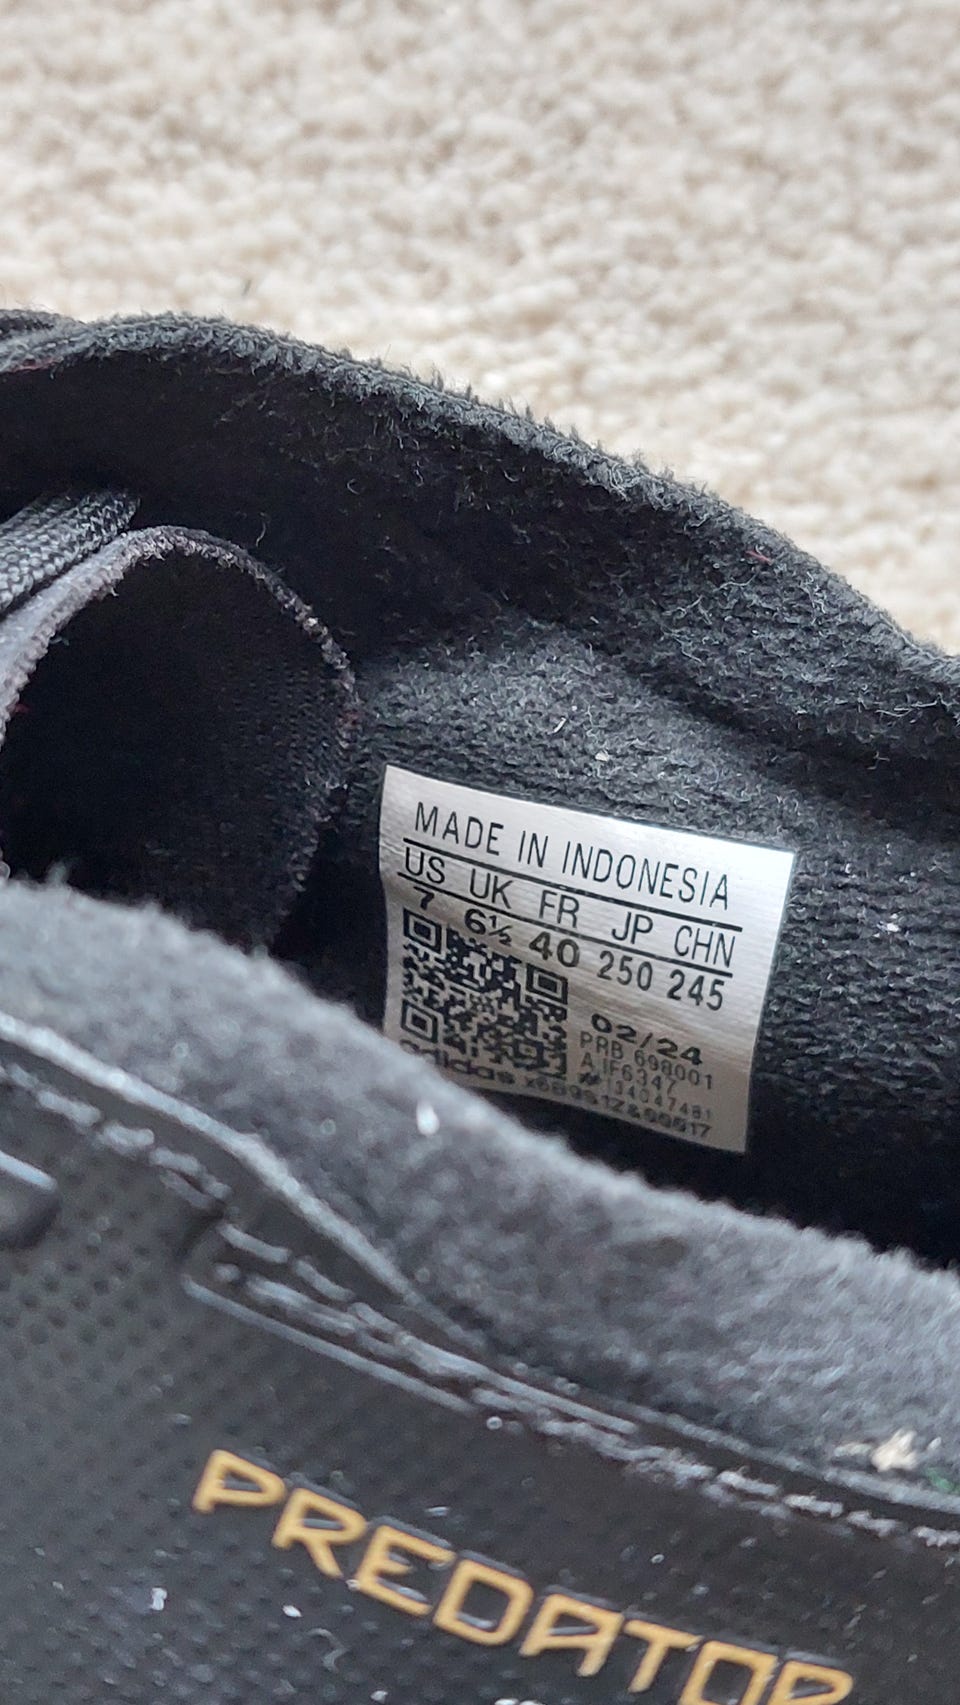 MADE IN INDONESIA
US UK FR JP CHN
7 6½ 40 250 245
02/24
PRB 698001
A IF6347
#134047481
adidas
PREDATOR